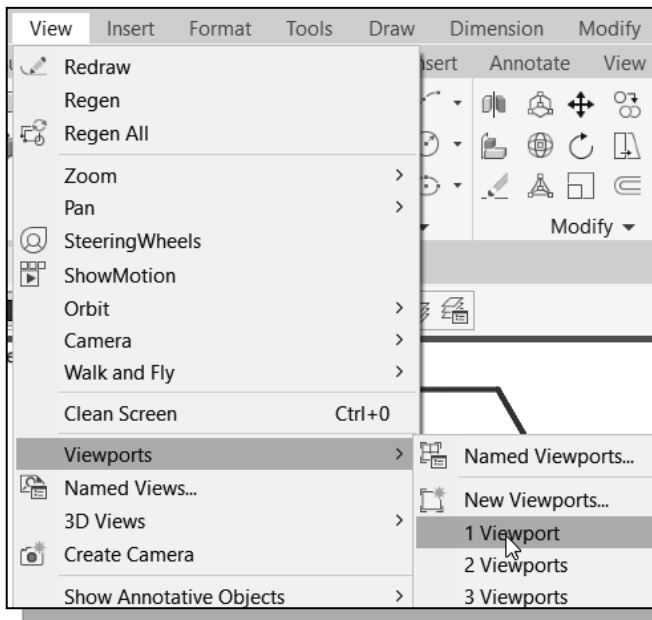 View Insert Format Tools Draw Dimension Modify
Annotate View
Redraw
Regen
Regen All
Zoom
Pan
Modify
SteeringWheels
ShowMotion
Orbit
Camera
Walk and Fly
Clean Screen Ctrl+0
Viewports
Named Views...
3D Views
Create Camera
Show Annotative Objects
Named Viewports...
New Viewports...
1 Viewport
2 Viewports
3 Viewports